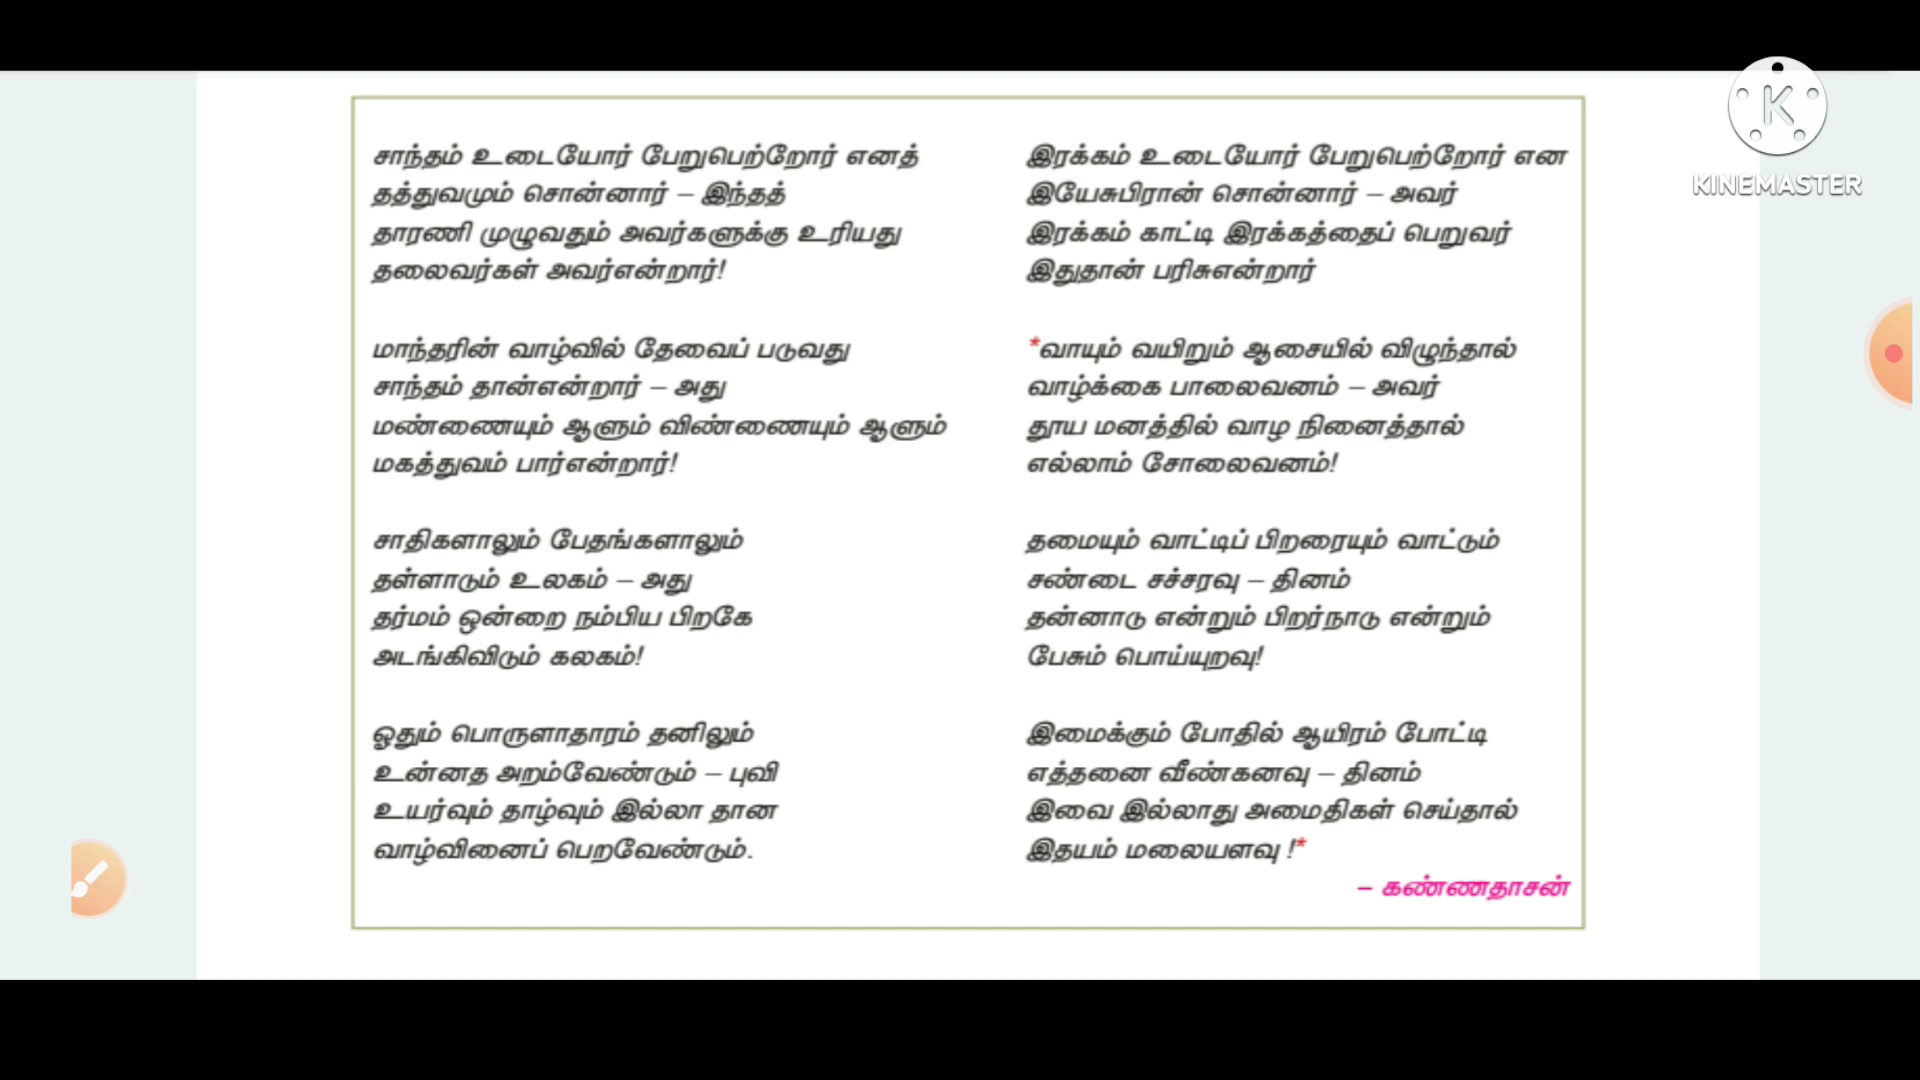 சாந்தம் உடையோர் பேறுபெற்றோர் எனத்
தத்துவமும் சொன்னார் – இந்தத்
தாரணி முழுவதும் அவர்களுக்கு உரியது
தலைவர்கள் அவர்என்றார்!
மாந்தரின் வாழ்வில் தேவைப் படுவது
சாந்தம் தான்என்றார் – அது
மண்ணையும் ஆளும் விண்ணையும் ஆளும்
மகத்துவம் பார்என்றார்!
சாதிகளாலும் பேதங்களாலும்
தள்ளாடும் உலகம் – அது
தர்மம் ஒன்றை நம்பிய பிறகே
அடங்கிவிடும் கலகம்!
ஓதும் பொருளாதாரம் தனிலும்
உன்னத அறம்வேண்டும் – புவி
உயர்வும் தாழ்வும் இல்லா தான
வாழ்வினைப் பெறவேண்டும்.
இரக்கம் உடையோர் பேறுபெற்றோர் என
இயேசுபிரான் சொன்னார் – அவர்
இரக்கம் காட்டி இரக்கத்தைப் பெறுவர்
இதுதான் பரிசுஎன்றார்
*வாயும் வயிறும் ஆசையில் விழுந்தால்
வாழ்க்கை பாலைவனம் – அவர்
தூய மனத்தில் வாழ நினைத்தால்
எல்லாம் சோலைவனம்!
தமையும் வாட்டிப் பிறரையும் வாட்டும்
சண்டை சச்சரவு – தினம்
தன்னாடு என்றும் பிறர்நாடு என்றும்
பேசும் பொய்யுறவு!
இமைக்கும் போதில் ஆயிரம் போட்டி
எத்தனை வீண்கனவு – தினம்
இவை இல்லாது அமைதிகள் செய்தால்
இதயம் மலையளவு !*
– கண்ணதாசன்
K
KINEMASTER